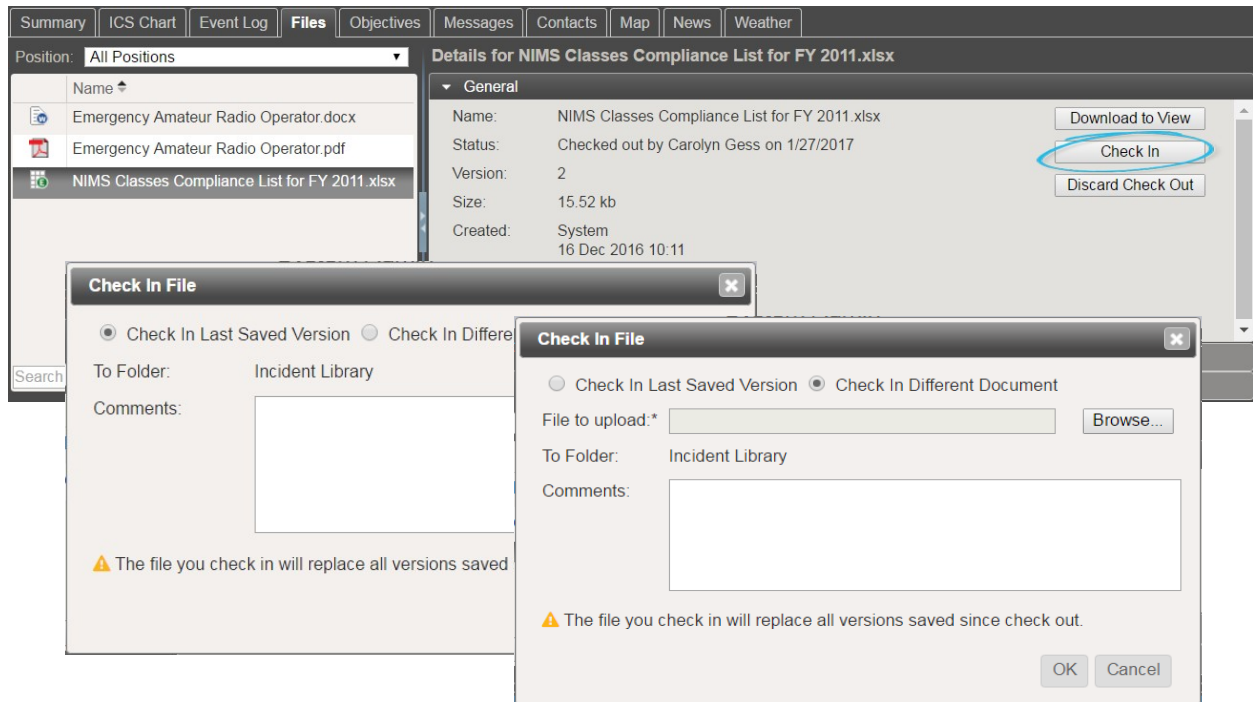 Summary ICS Chart Event Log Files Objectives Messages Contacts Map News Weather
Position: All Positions
Name
Emergency Amateur Radio Operator.docx
Emergency Amateur Radio Operator.pdf
NIMS Classes Compliance List for FY 2011.xlsx
Search
Details for NIMS Classes Compliance List for FY 2011.xlsx
General
Name: NIMS Classes Compliance List for FY 2011.xlsx
Status: Checked out by Carolyn Gess on 1/27/2017
Version: 2
Size: 15.52 kb
Created: System
16 Dec 2016 10:11
Download to View
Check In
Discard Check Out
Check In File
Check In Last Saved Version Check In Differe
To Folder: Incident Library
Comments:
The file you check in will replace all versions saved
Check In File
Check In Last Saved Version Check In Different Document
File to upload:* Browse...
To Folder: Incident Library
Comments:
The file you check in will replace all versions saved since check out.
OK Cancel